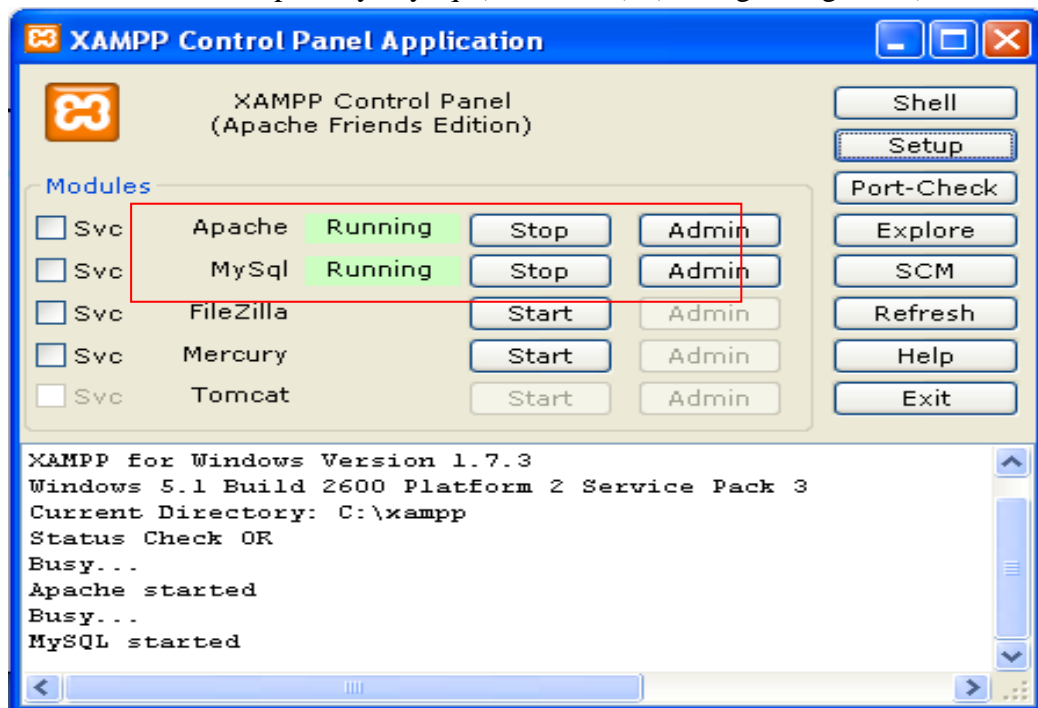 XAMPP Control Panel Application
XAMPP Control Panel
(Apache Friends Edition)
Shell
Setup
Modules
Port-Check
Svc Apache Running Stop Admin Explore
Svc MySql Running Stop Admin SCM
Svc FileZilla Start Admin Refresh
Svc Mercury Start Admin Help
Svc Tomcat Start Admin Exit
XAMPP for Windows Version 1.7.3
Windows 5.1 Build 2600 Platform 2 Service Pack 3
Current Directory: C:\xampp
Status Check OK
Busy...
Apache started
Busy...
MySQL started